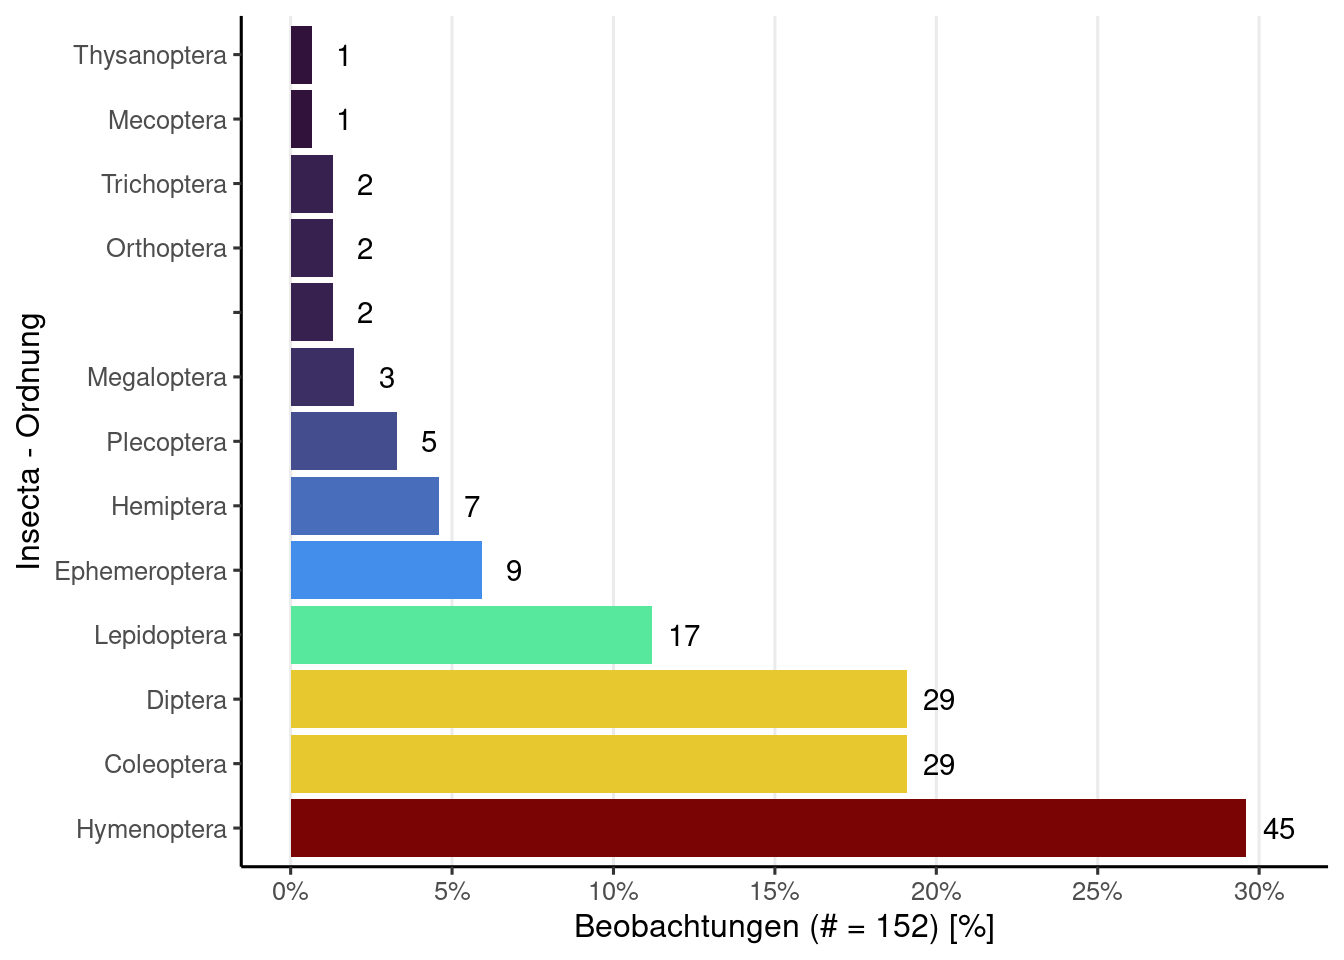 Thysanoptera 1
Mecoptera 1
Trichoptera 2
Orthoptera 2
2
Megaloptera 3
Plecoptera 5
Hemiptera 7
Ephemeroptera 9
Lepidoptera 17
Diptera 29
Coleoptera 29
Hymenoptera 45
Insecta - Ordnung
0% 5% 10% 15% 20% 25% 30%
Beobachtungen (# = 152) [%]